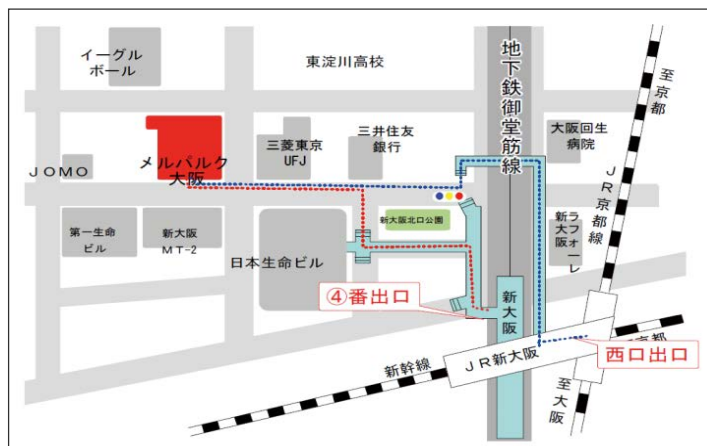 イーグル
ボール
東淀川高校
地下鉄御堂筋線
至京都
JOMO
メルパルク
大阪
三菱東京
UFJ
三井住友
銀行
大阪回生
病院
JR京都線
第一生命
ビル
新大阪
MT-2
日本生命ビル
新大阪北口公園
ラフォーレ
新大阪
④番出口
新大阪
JR新大阪
西口出口
至京都
新幹線
至大阪